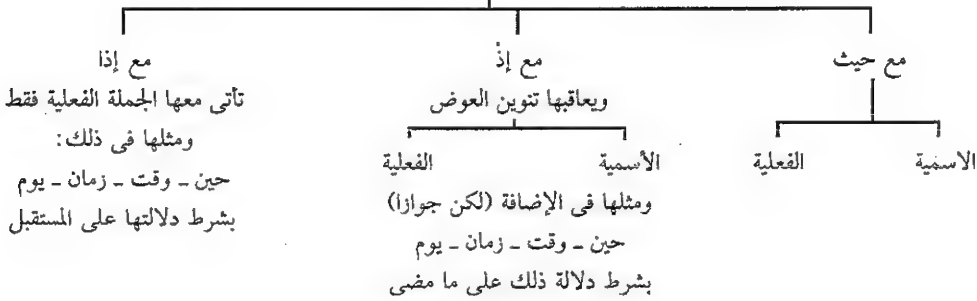 مع حيث
مع إذْ
مع إذا
ويعاقبها تنوين العوض
تأتى معها الجملة الفعلية فقط
ومثلها فى ذلك:
الاسمية
الفعلية
الأسمية
الفعلية
حين ـ وقت ـ زمان ـ يوم
بشرط دلالتها على المستقبل
ومثلها فى الإضافة (لكن جوازا)
حين ـ وقت ـ زمان ـ يوم
بشرط دلالة ذلك على ما مضى